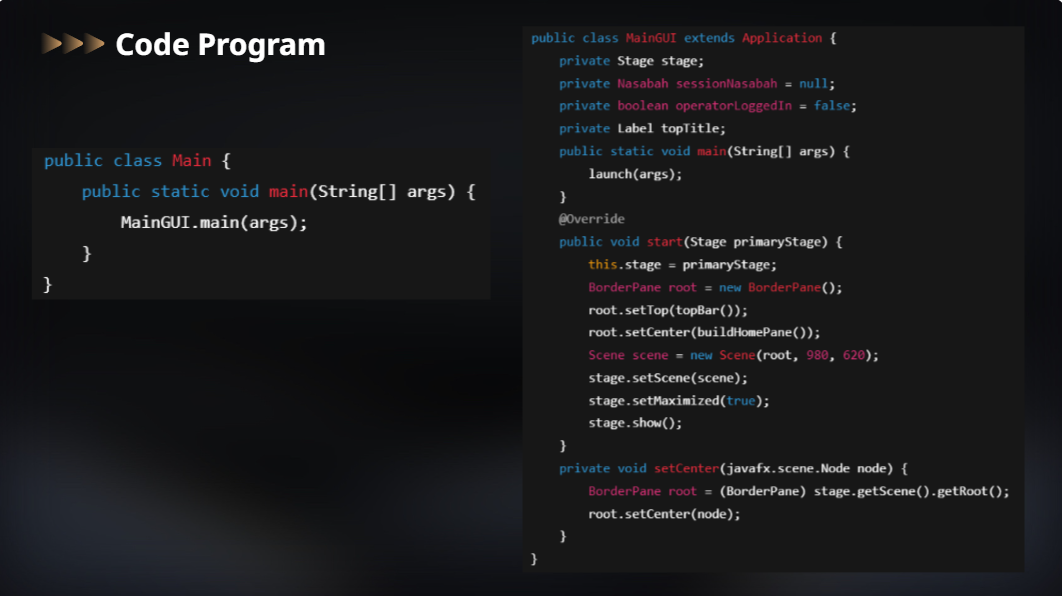 Code Program
public class Main {
    public static void main(String[] args) {
        MainGUI.main(args);
    }
}
public class MainGUI extends Application {
    private Stage stage;
    private Nasabah sessionNasabah = null;
    private boolean operatorLoggedIn = false;
    private Label topTitle;
    public static void main(String[] args) {
        launch(args);
    }
    @Override
    public void start(Stage primaryStage) {
        this.stage = primaryStage;
        BorderPane root = new BorderPane();
        root.setTop(topBar());
        root.setCenter(buildHomePane());
        Scene scene = new Scene(root, 980, 620);
        stage.setScene(scene);
        stage.setMaximized(true);
        stage.show();
    }
    private void setCenter(javafx.scene.Node node) {
        BorderPane root = (BorderPane) stage.getScene().getRoot();
        root.setCenter(node);
    }
}